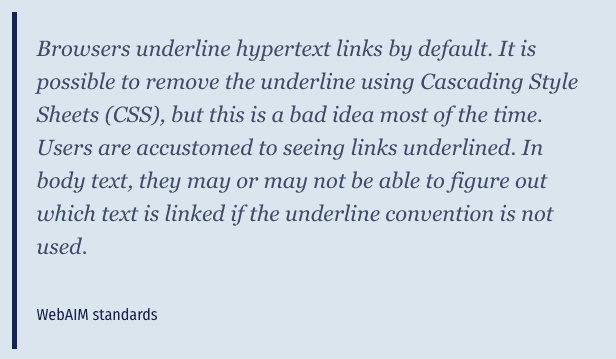 Browsers underline hypertext links by default. It is
possible to remove the underline using Cascading Style
Sheets (CSS), but this is a bad idea most of the time.
Users are accustomed to seeing links underlined. In
body text, they may or may not be able to figure out
which text is linked if the underline convention is not
used.
WebAIM standards